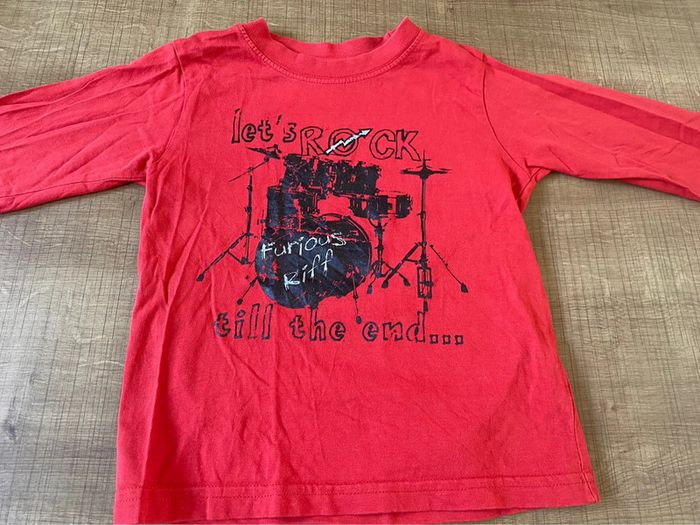 let's ROCK
Furious
Riff
till the end...